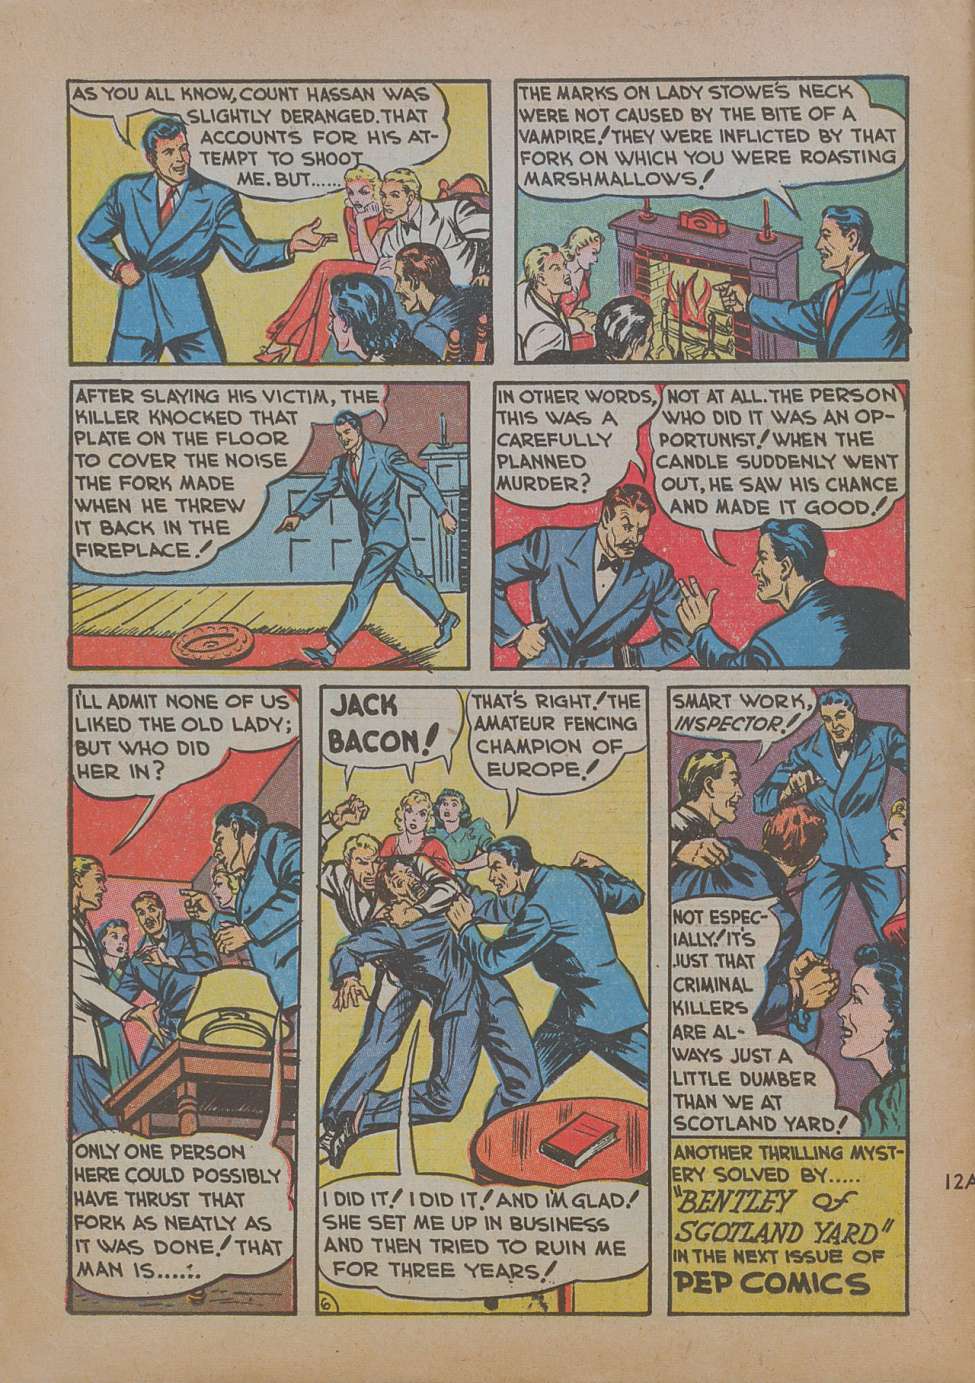 AS YOU ALL KNOW, COUNT HASSAN WAS
SLIGHTLY DERANGED. THAT
ACCOUNTS FOR HIS AT-
TEMPT TO SHOOT
ME. BUT......
THE MARKS ON LADY STOWE'S NECK
WERE NOT CAUSED BY THE BITE OF A
VAMPIRE! THEY WERE INFLICTED BY THAT
FORK ON WHICH YOU WERE ROASTING
MARSHMALLOWS!
AFTER SLAYING HIS VICTIM, THE
KILLER KNOCKED THAT
PLATE ON THE FLOOR
TO COVER THE NOISE
THE FORK MADE
WHEN HE THREW
IT BACK IN THE
FIREPLACE!
IN OTHER WORDS,
THIS WAS A
CAREFULLY
PLANNED
MURDER?
NOT AT ALL. THE PERSON
WHO DID IT WAS AN OP-
PORTUNIST! WHEN THE
CANDLE SUDDENLY WENT
OUT, HE SAW HIS CHANCE
AND MADE IT GOOD!
I'LL ADMIT NONE OF US
LIKED THE OLD LADY;
BUT WHO DID
HER IN?
ONLY ONE PERSON
HERE COULD POSSIBLY
HAVE THRUST THAT
FORK AS NEATLY AS
IT WAS DONE! THAT
MAN IS......
JACK
BACON!
THAT'S RIGHT! THE
AMATEUR FENCING
CHAMPION OF
EUROPE!
I DID IT! I DID IT! AND I'M GLAD!
SHE SET ME UP IN BUSINESS
AND THEN TRIED TO RUIN ME
FOR THREE YEARS!
6
SMART WORK,
INSPECTOR!
NOT ESPEC-
IALLY! IT'S
JUST THAT
CRIMINAL
KILLERS
ARE AL-
WAYS JUST A
LITTLE DUMBER
THAN WE AT
SCOTLAND YARD!
ANOTHER THRILLING MYST-
ERY SOLVED BY.....
"BENTLEY of
SCOTLAND YARD"
IN THE NEXT ISSUE OF
PEP COMICS
12A